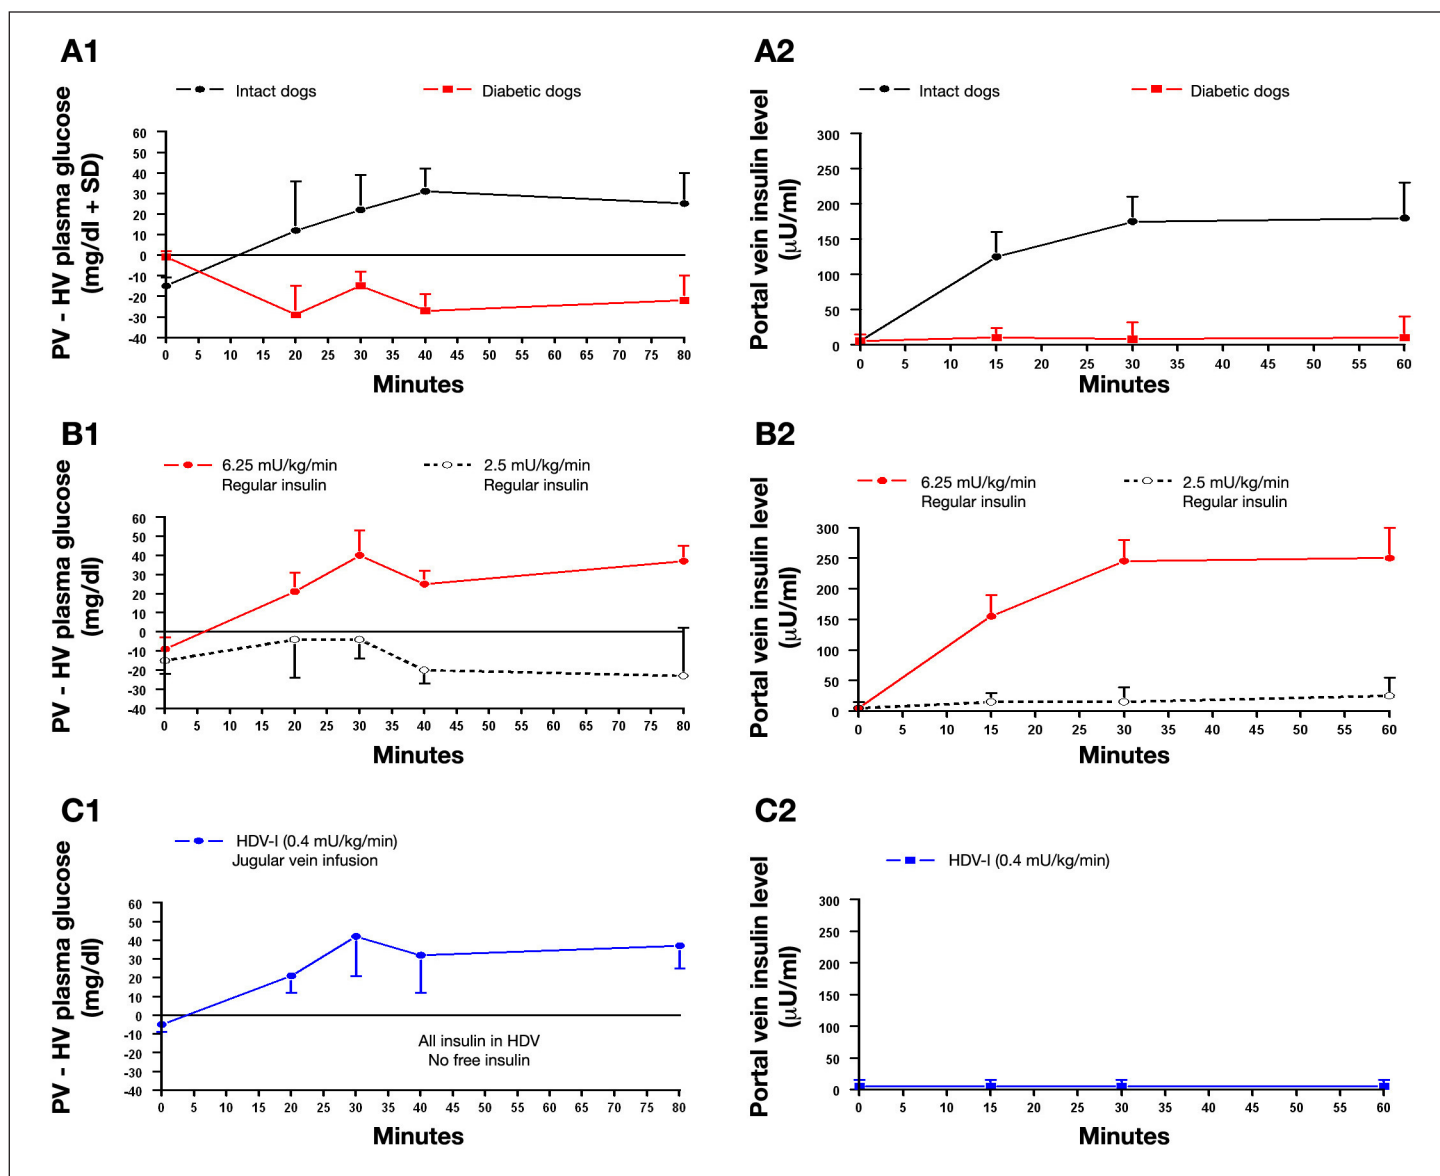 A1
Intact dogs
Diabetic dogs
PV - HV plasma glucose
(mg/dl + SD)
60
50
40
30
20
10
0
-10
-20
-30
-40
0 5 10 15 20 25 30 35 40 45 50 55 60 65 70 75 80
Minutes
A2
Intact dogs
Diabetic dogs
Portal vein insulin level
(μU/ml)
300
250
200
150
100
50
0
0 5 10 15 20 25 30 35 40 45 50 55 60
Minutes
B1
6.25 mU/kg/min
Regular insulin
2.5 mU/kg/min
Regular insulin
PV - HV plasma glucose
(mg/dl)
60
50
40
30
20
10
0
-10
-20
-30
-40
0 5 10 15 20 25 30 35 40 45 50 55 60 65 70 75 80
Minutes
B2
6.25 mU/kg/min
Regular insulin
2.5 mU/kg/min
Regular insulin
Portal vein insulin level
(μU/ml)
300
250
200
150
100
50
0
0 5 10 15 20 25 30 35 40 45 50 55 60
Minutes
C1
HDV-I (0.4 mU/kg/min)
Jugular vein infusion
PV - HV plasma glucose
(mg/dl)
60
50
40
30
20
10
0
-10
-20
-30
-40
All insulin in HDV
No free insulin
0 5 10 15 20 25 30 35 40 45 50 55 60 65 70 75 80
Minutes
C2
HDV-I (0.4 mU/kg/min)
Portal vein insulin level
(μU/ml)
300
250
200
150
100
50
0
0 5 10 15 20 25 30 35 40 45 50 55 60
Minutes